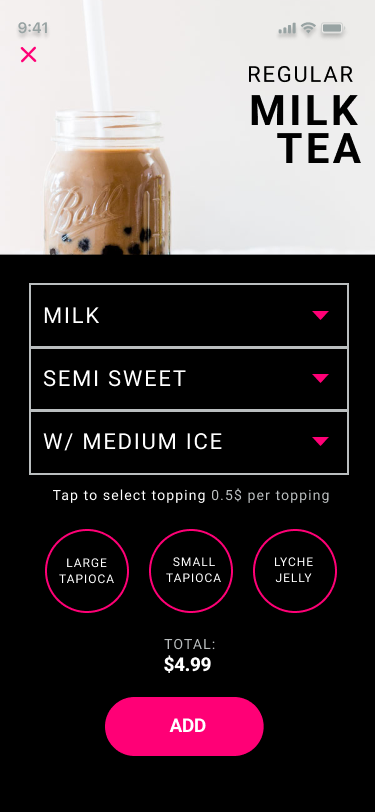 9:41
REGULAR
MILK
TEA
Ball
MILK
SEMI SWEET
W/ MEDIUM ICE
Tap to select topping 0.5$ per topping
LARGE
TAPIOCA
SMALL
TAPIOCA
LYCHE
JELLY
TOTAL:
$4.99
ADD